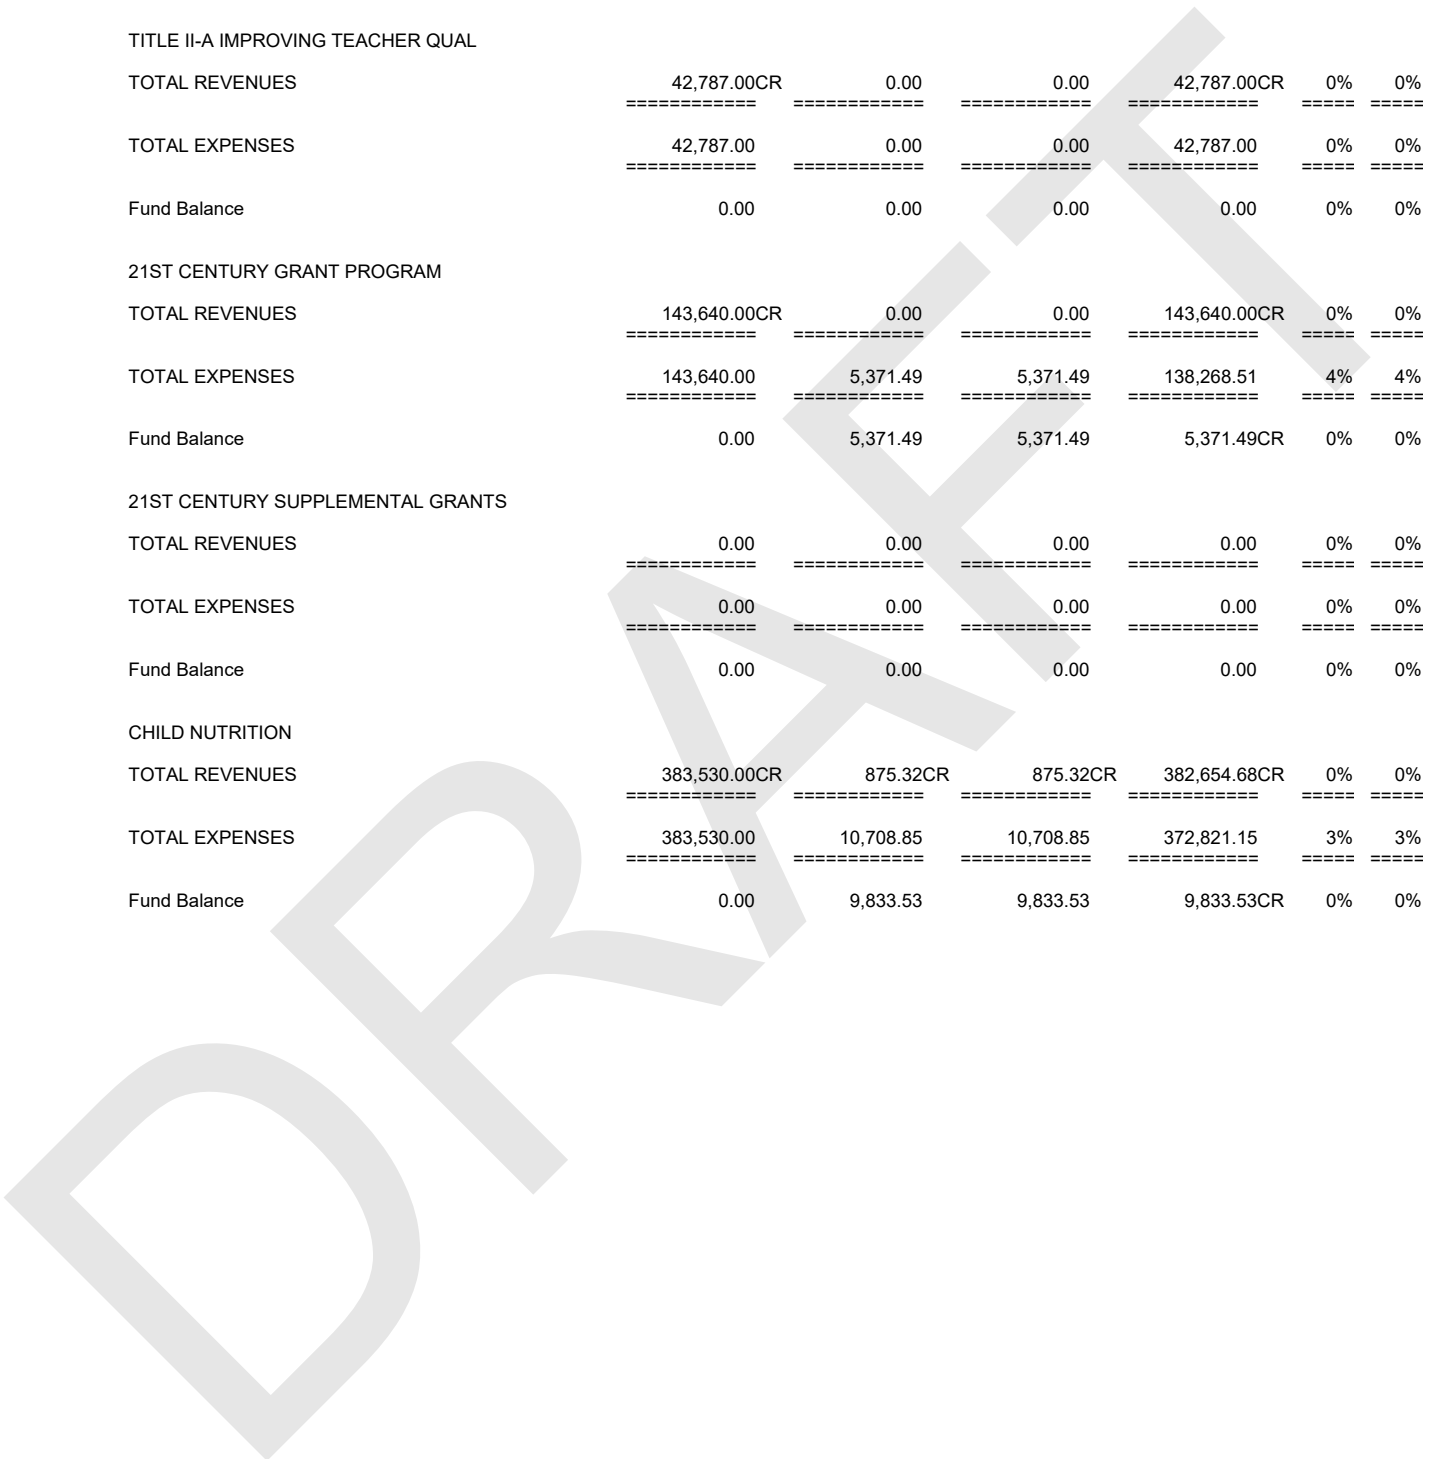 TITLE II-A IMPROVING TEACHER QUAL
TOTAL REVENUES 42,787.00CR 0.00 0.00 42,787.00CR 0% 0%
============ ============ ============ ============ ===== =====
TOTAL EXPENSES 42,787.00 0.00 0.00 42,787.00 0% 0%
============ ============ ============ ============ ===== =====
Fund Balance 0.00 0.00 0.00 0.00 0% 0%
21ST CENTURY GRANT PROGRAM
TOTAL REVENUES 143,640.00CR 0.00 0.00 143,640.00CR 0% 0%
============ ============ ============ ============ ===== =====
TOTAL EXPENSES 143,640.00 5,371.49 5,371.49 138,268.51 4% 4%
============ ============ ============ ============ ===== =====
Fund Balance 0.00 5,371.49 5,371.49 5,371.49CR 0% 0%
21ST CENTURY SUPPLEMENTAL GRANTS
TOTAL REVENUES 0.00 0.00 0.00 0.00 0% 0%
============ ============ ============ ============ ===== =====
TOTAL EXPENSES 0.00 0.00 0.00 0.00 0% 0%
============ ============ ============ ============ ===== =====
Fund Balance 0.00 0.00 0.00 0.00 0% 0%
CHILD NUTRITION
TOTAL REVENUES 383,530.00CR 875.32CR 875.32CR 382,654.68CR 0% 0%
============ ============ ============ ============ ===== =====
TOTAL EXPENSES 383,530.00 10,708.85 10,708.85 372,821.15 3% 3%
============ ============ ============ ============ ===== =====
Fund Balance 0.00 9,833.53 9,833.53 9,833.53CR 0% 0%
DRAFT